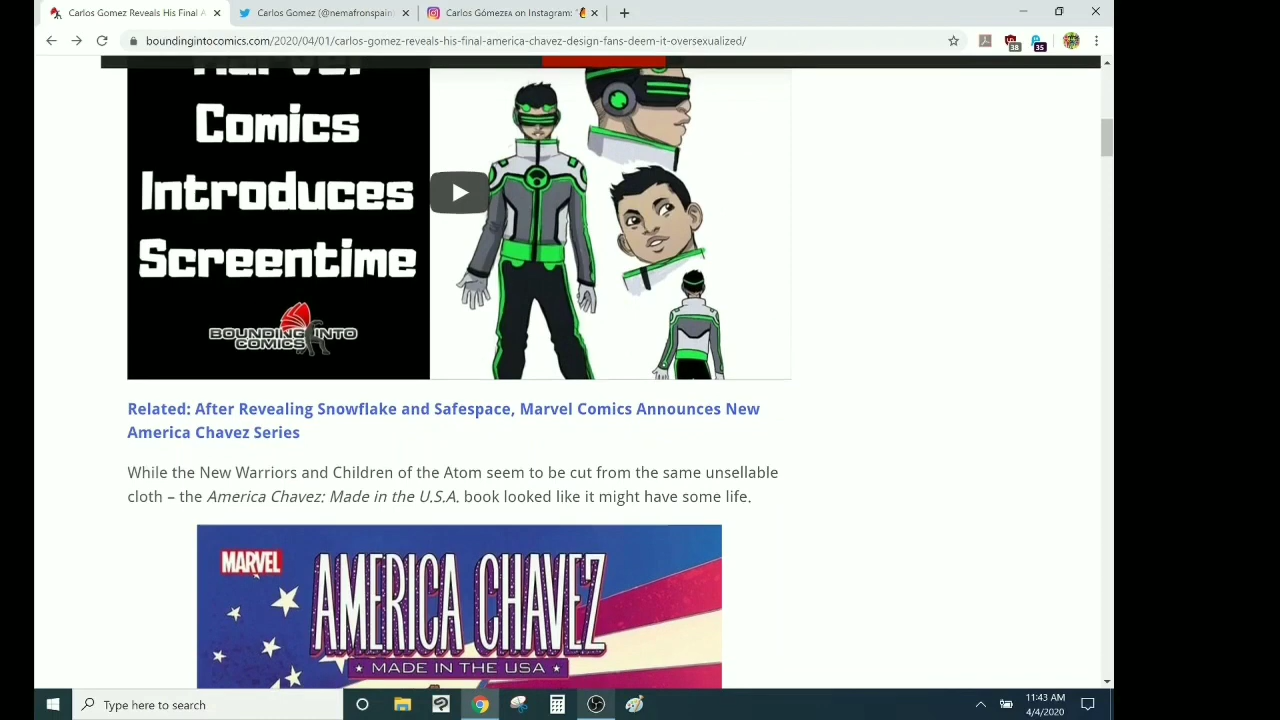 Carlos Gomez Reveals His Final A
Carlos Gomez (@nemafronspain
Carlos GómezEA on Instagram: "
boundingintocomics.com/2020/04/01/carlos-gomez-reveals-his-final-america-chavez-design-fans-deem-it-oversexualized/
38
35
Marvel
Comics
Introduces
Screentime
BOUNDING INTO
COMICS
Related: After Revealing Snowflake and Safespace, Marvel Comics Announces New
America Chavez Series
While the New Warriors and Children of the Atom seem to be cut from the same unsellable
cloth – the America Chavez: Made in the U.S.A. book looked like it might have some life.
MARVEL
AMERICA CHAVEZ
MADE IN THE USA
Type here to search
11:43 AM
4/4/2020